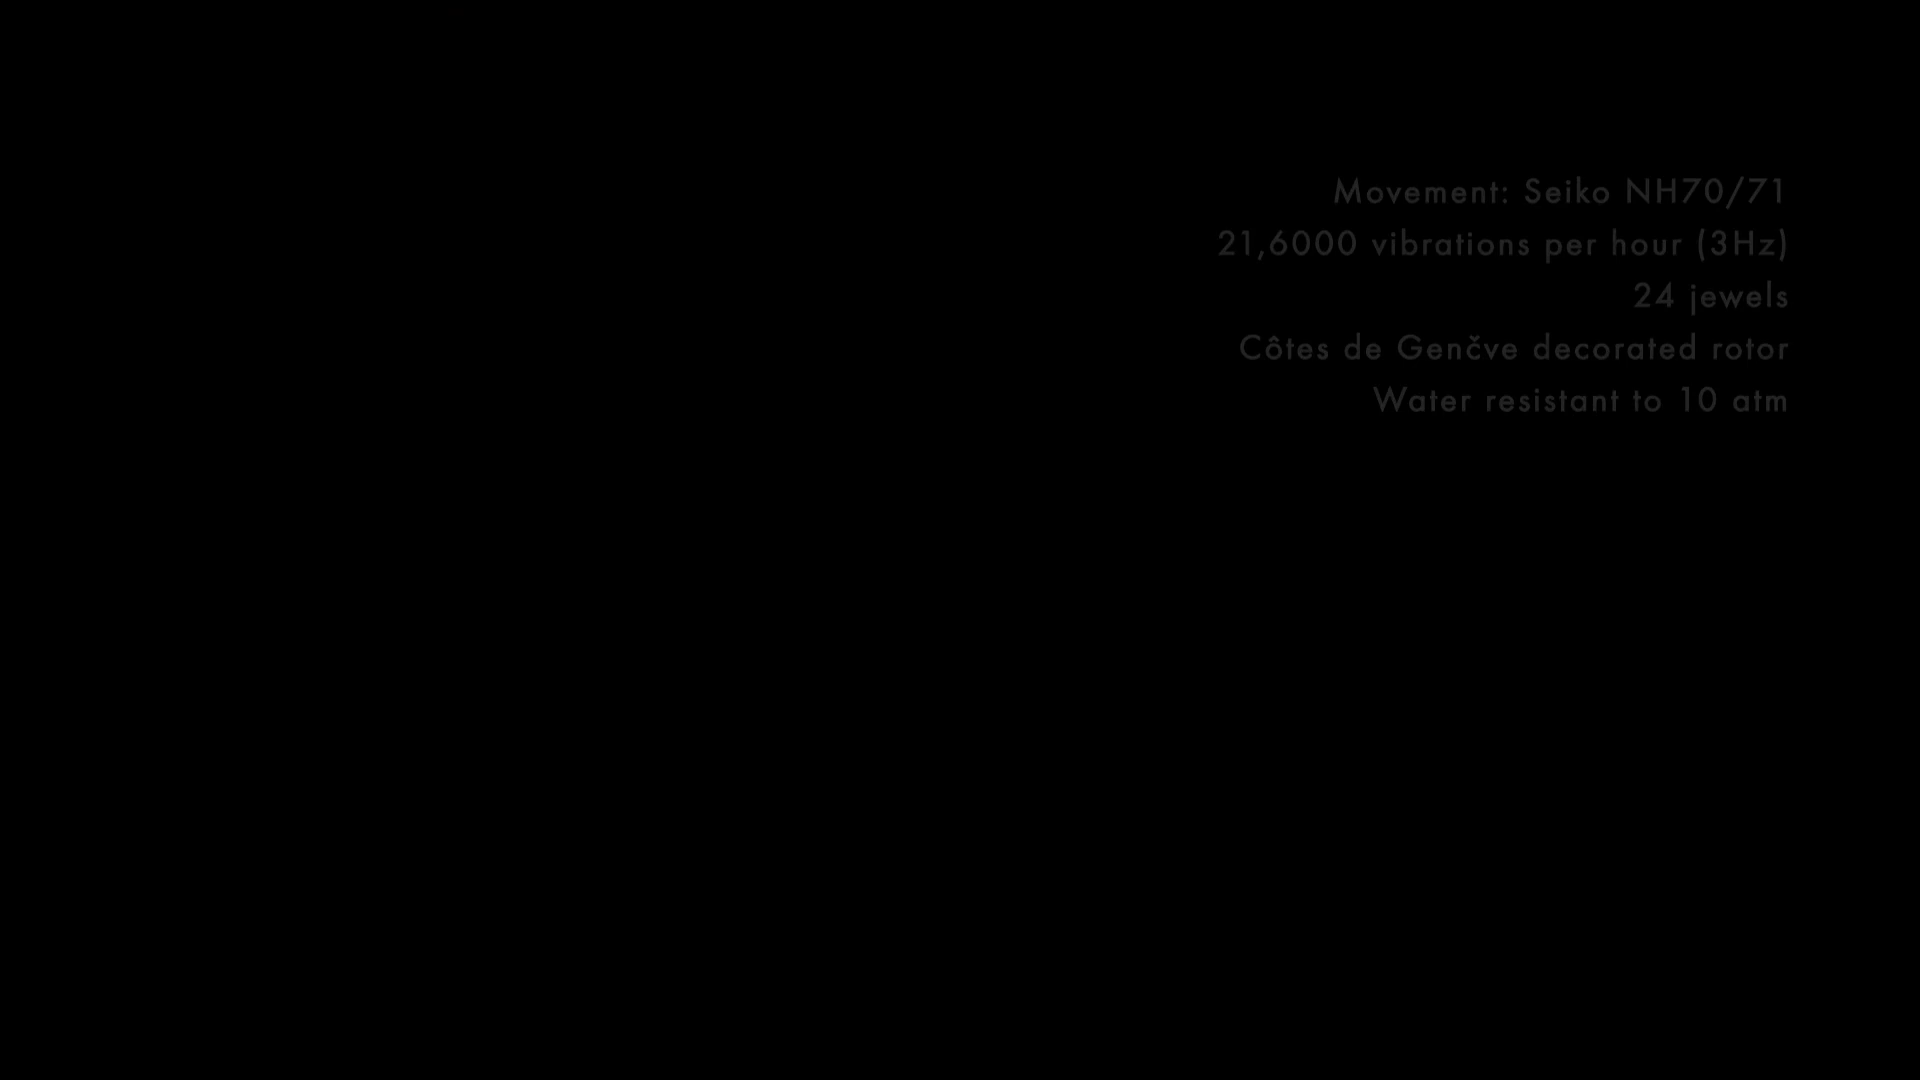 Movement: Seiko NH70/71
21,6000 vibrations per hour (3Hz)
24 jewels
Côtes de Genčve decorated rotor
Water resistant to 10 atm